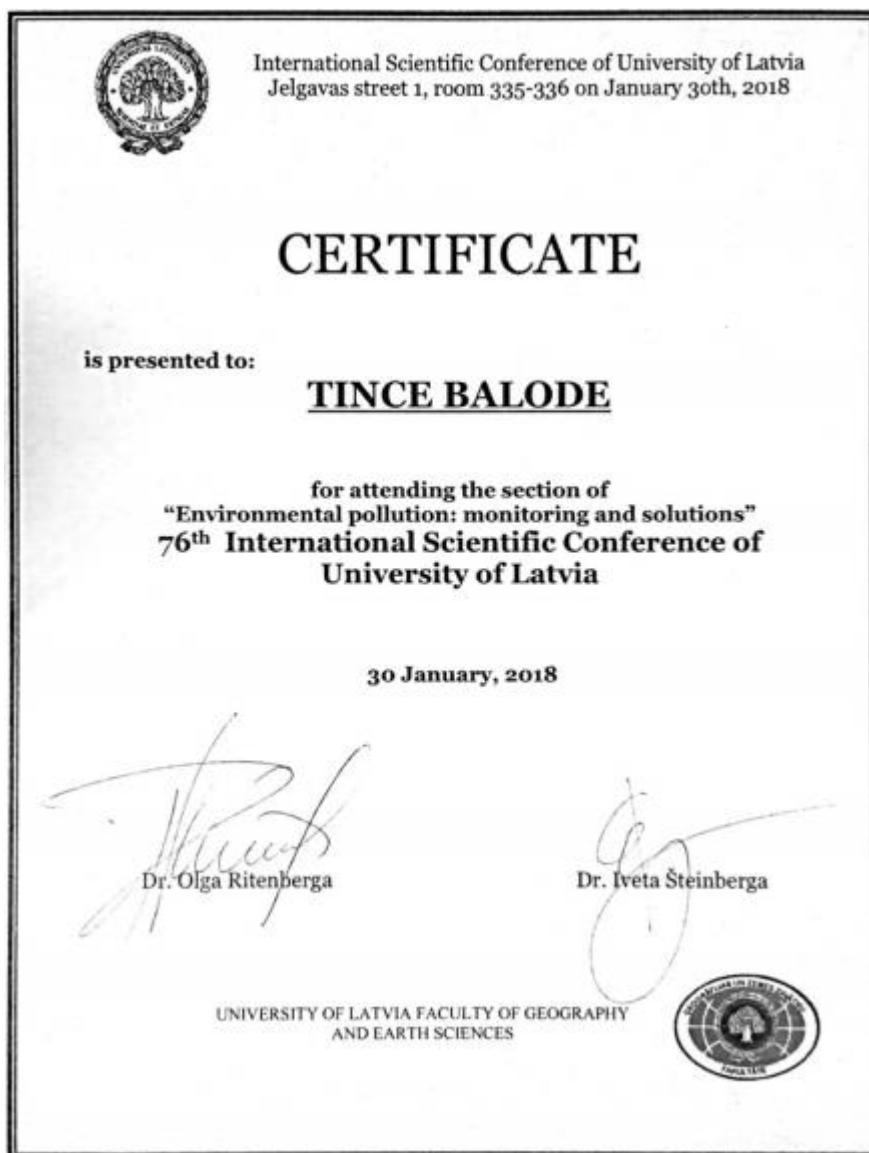 International Scientific Conference of University of Latvia
Jelgavas street 1, room 335-336 on January 30th, 2018
CERTIFICATE
is presented to:
TINCE BALODE
for attending the section of
“Environmental pollution: monitoring and solutions”
76th International Scientific Conference of
University of Latvia
30 January, 2018
Dr. Olga Ritenberga
Dr. Iveta Šteinberga
UNIVERSITY OF LATVIA FACULTY OF GEOGRAPHY
AND EARTH SCIENCES